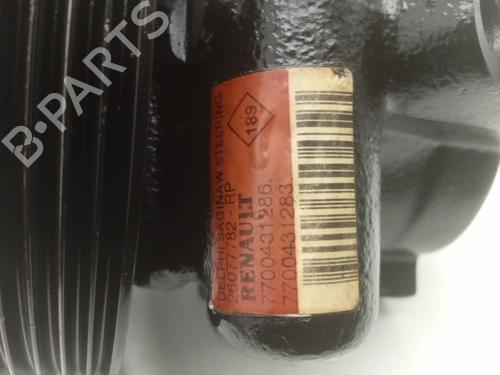 B-PARTS
189
DELPHI SAGINAW STEERING
26077782 - RP
RENAULT
7700431286.
7700431283.